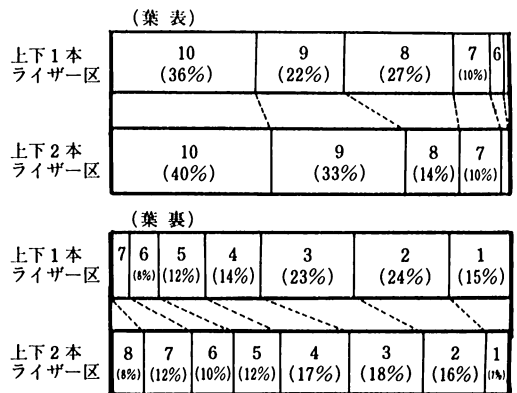 (葉 表)
上下1本
ライザー区
10 9 8 7 6
(36%) (22%) (27%) (10%)
上下2本
ライザー区
10 9 8 7
(40%) (33%) (14%) (10%)
(葉 裏)
上下1本
ライザー区
7 6 5 4 3 2 1
(8%) (12%) (14%) (23%) (24%) (15%)
上下2本
ライザー区
8 7 6 5 4 3 2 1
(8%) (12%) (10%) (12%) (17%) (18%) (16%) (7%)